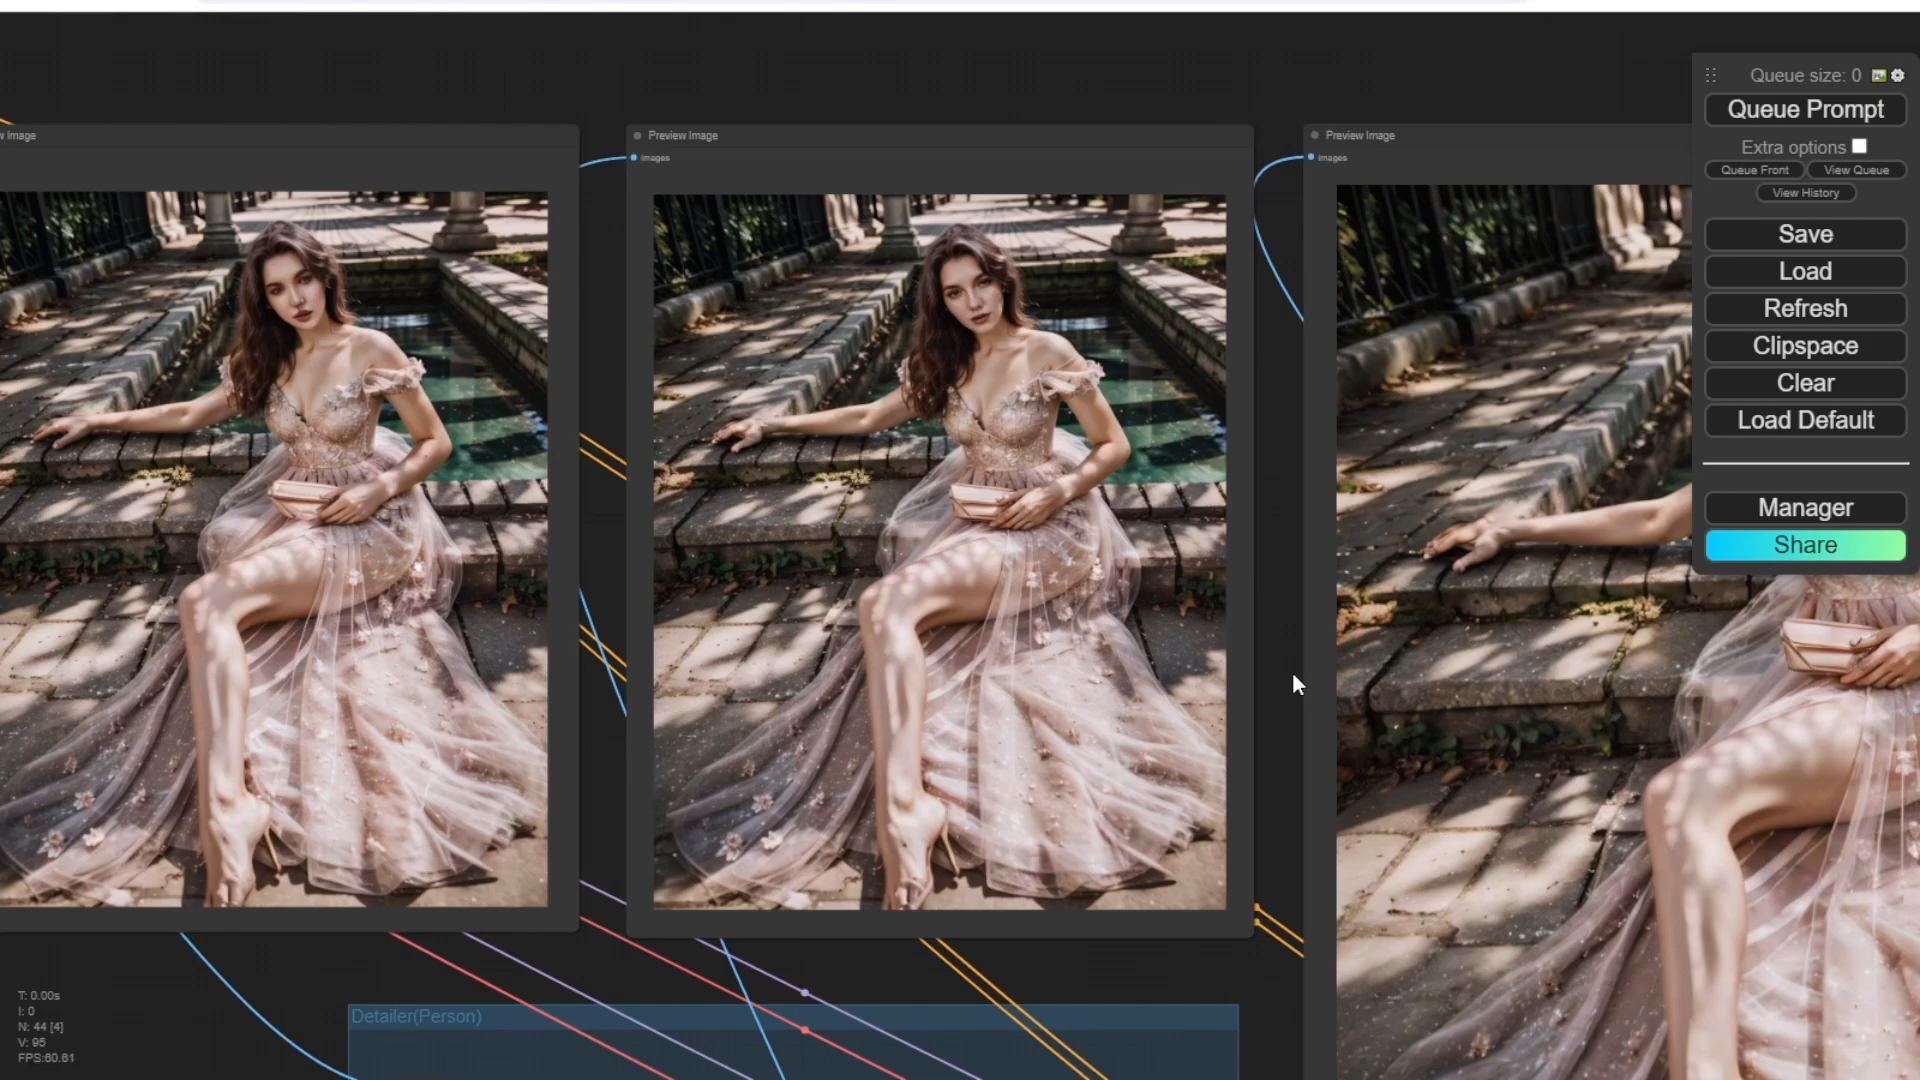 w Image
Preview Image
images
Preview Image
images
Queue size: 0
Queue Prompt
Extra options
Queue Front
View Queue
View History
Save
Load
Refresh
Clipspace
Clear
Load Default
Manager
Share
T: 0.00s
I: 0
N: 44 [4]
V: 95
FPS:60.61
Detailer(Person)